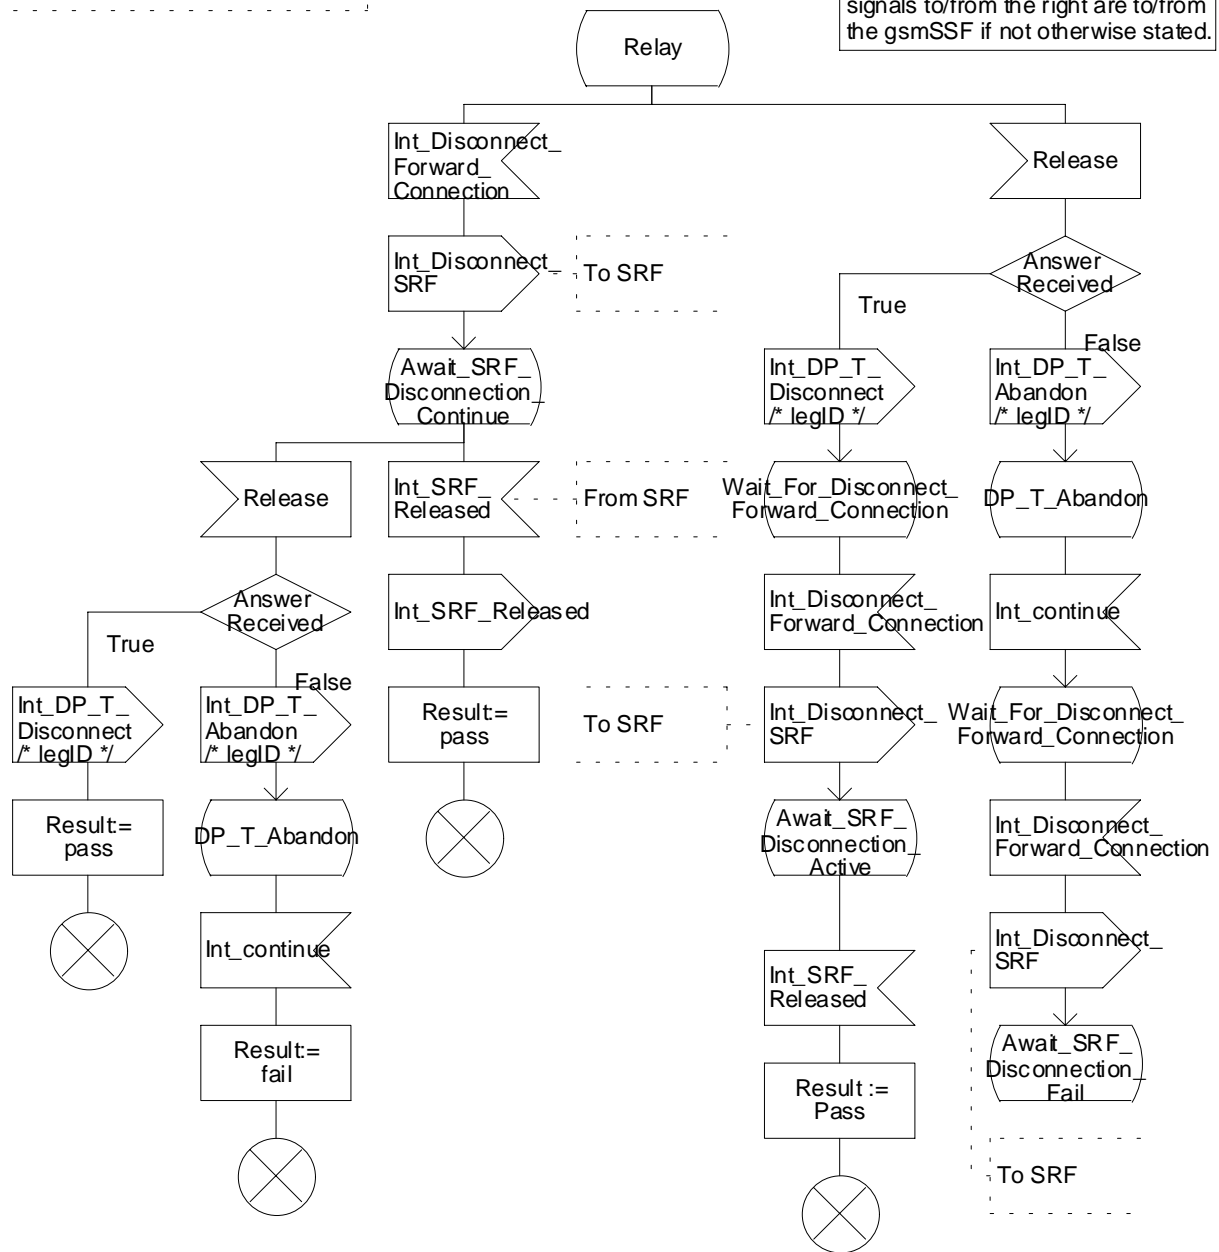 signals to/from the right are to/from
the gsmSSF if not otherwise stated.
Relay
Int_Disconnect_
Forward_
Connection
Release
Int_Disconnect_
SRF
To SRF
Answer
Received
True
False
Await_SRF_
Disconnection_
Continue
Int_DP_T_
Disconnect
/* legID */
Int_DP_T_
Abandon
/* legID */
Release
Int_SRF_
Released
From SRF
Wait_For_Disconnect_
Forward_Connection
DP_T_Abandon
Answer
Received
True
False
Int_SRF_Released
Int_Disconnect_
Forward_Connection
Int_continue
Int_DP_T_
Disconnect
/* legID */
Int_DP_T_
Abandon
/* legID */
Result:=
pass
To SRF
Int_Disconnect_
SRF
Wait_For_Disconnect_
Forward_Connection
Result:=
pass
DP_T_Abandon
Await_SRF_
Disconnection_
Active
Int_Disconnect_
Forward_Connection
Int_continue
Int_SRF_
Released
Int_Disconnect_
SRF
Result:=
fail
Result :=
Pass
Await_SRF_
Disconnection_
Fail
To SRF